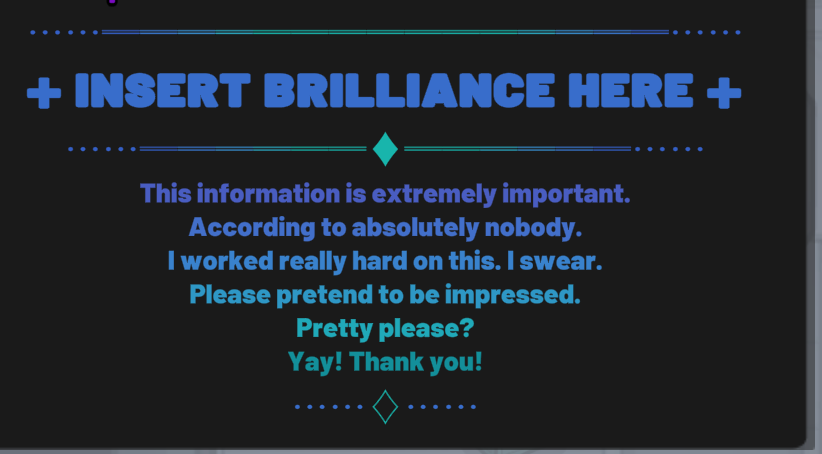 + INSERT BRILLIANCE HERE +
This information is extremely important.
According to absolutely nobody.
I worked really hard on this. I swear.
Please pretend to be impressed.
Pretty please?
Yay! Thank you!